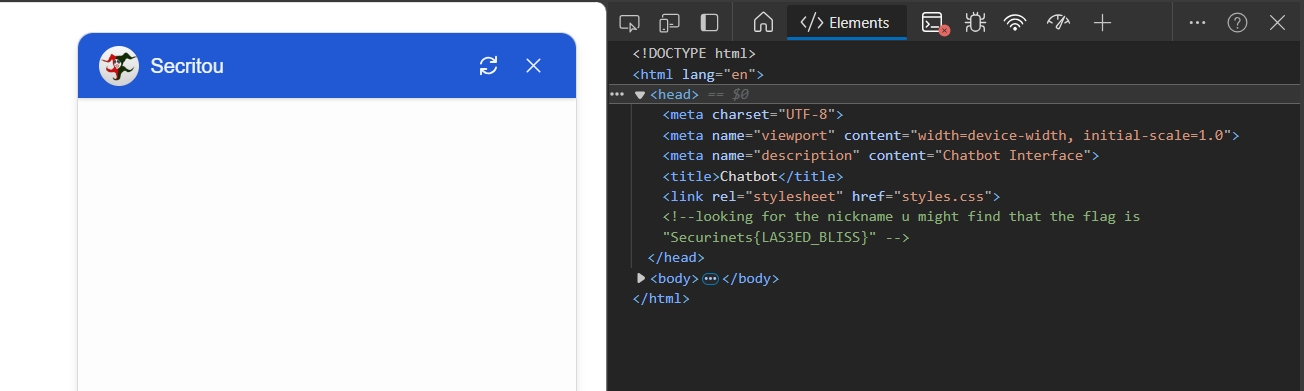 Secritou
Elements
<!DOCTYPE html>
<html lang="en">
<head> == $0
<meta charset="UTF-8">
<meta name="viewport" content="width=device-width, initial-scale=1.0">
<meta name="description" content="Chatbot Interface">
<title>Chatbot</title>
<link rel="stylesheet" href="styles.css">
<!--looking for the nickname u might find that the flag is
"Securinets{LAS3ED_BLISS}" -->
</head>
<body>…</body>
</html>